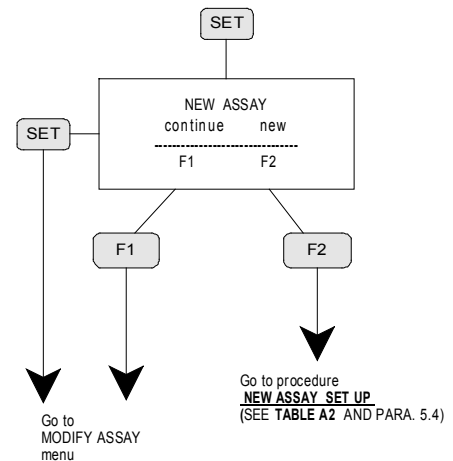 SET
NEW ASSAY
continue new
F1 F2
SET
F1
F2
Go to
MODIFY ASSAY
menu
Go to procedure
NEW ASSAY SET UP
(SEE TABLE A2 AND PARA. 5.4)